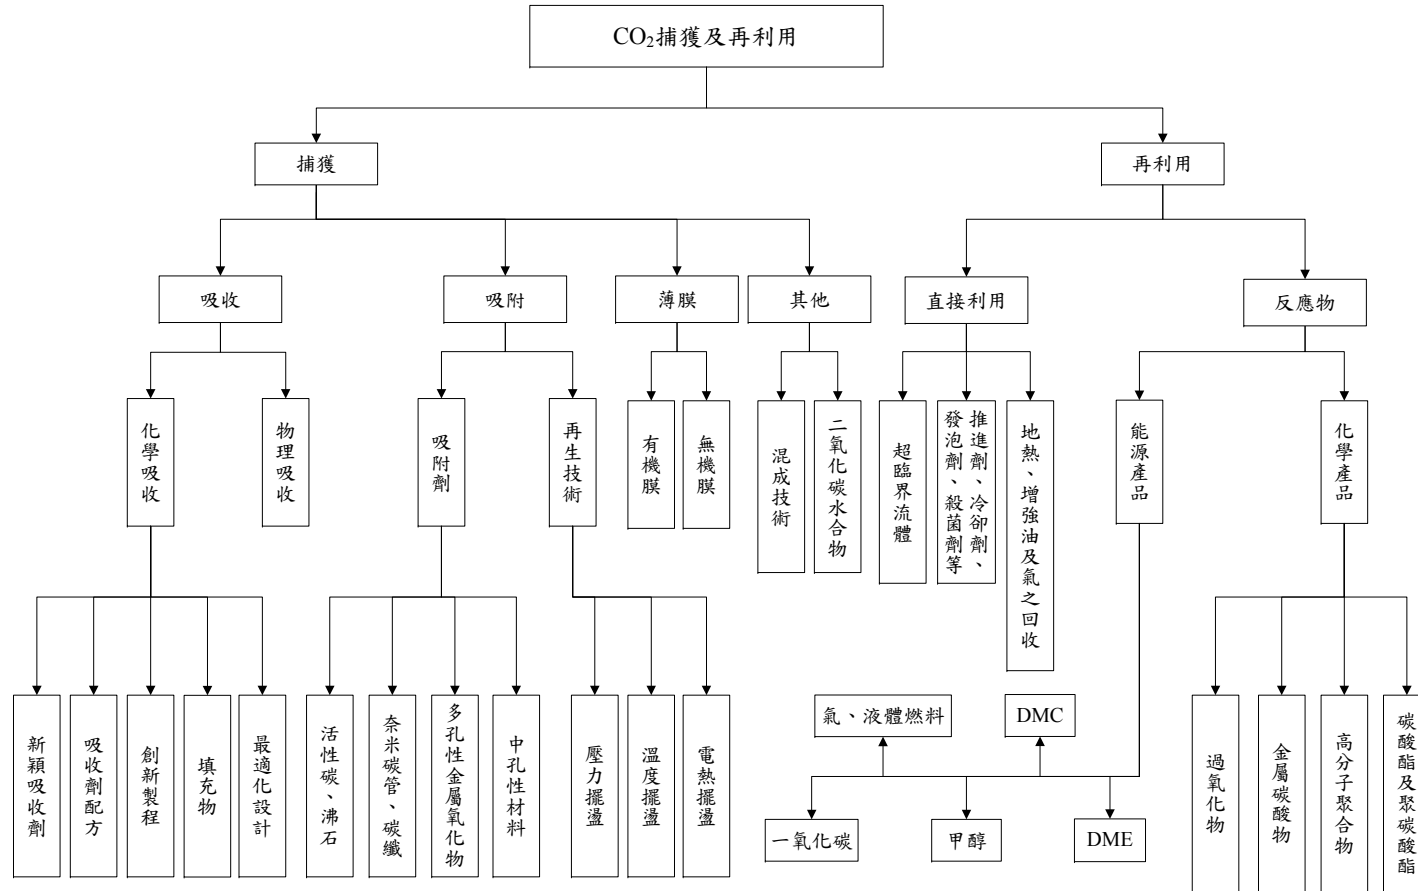 CO₂捕獲及再利用
捕獲
再利用
吸收
吸附
薄膜
其他
直接利用
反應物
化學吸收
物理吸收
吸附劑
再生技術
有機膜
無機膜
混成技術
二氧化碳水合物
超臨界流體
推進劑、冷卻劑、
發泡劑、殺菌劑等
地熱、增強油及氣之回收
能源產品
化學產品
新穎吸收劑
吸收劑配方
創新製程
填充物
最適化設計
活性碳、沸石
奈米碳管、碳纖
多孔性金屬氧化物
中孔性材料
壓力擺盪
溫度擺盪
電熱擺盪
氣、液體燃料
DMC
一氧化碳
甲醇
DME
過氧化物
金屬碳酸物
高分子聚合物
碳酸酯及聚碳酸酯